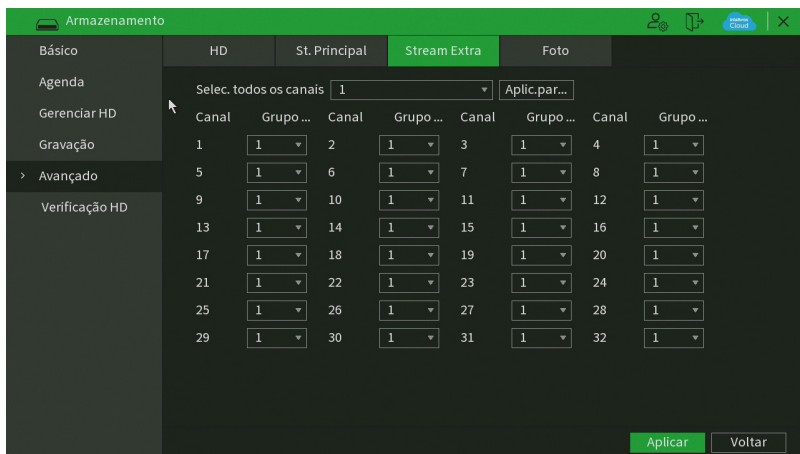 Armazenamento
intelbras Cloud
Básico
Agenda
Gerenciar HD
Gravação
> Avançado
Verificação HD
HD St. Principal Stream Extra Foto
Selec. todos os canais 1 Aplic.par...
Canal Grupo ... Canal Grupo ... Canal Grupo ... Canal Grupo ...
1 1 2 1 3 1 4 1
5 1 6 1 7 1 8 1
9 1 10 1 11 1 12 1
13 1 14 1 15 1 16 1
17 1 18 1 19 1 20 1
21 1 22 1 23 1 24 1
25 1 26 1 27 1 28 1
29 1 30 1 31 1 32 1
Aplicar Voltar